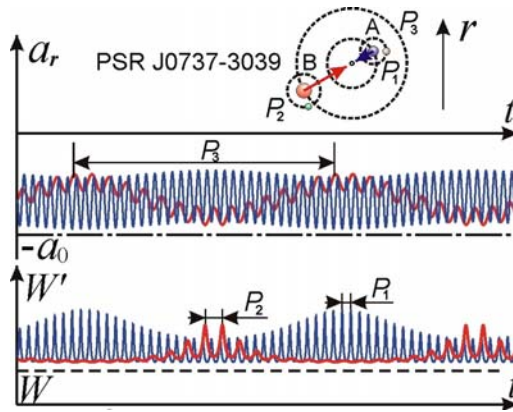 a_r
PSR J0737-3039
A
P_3
r
B
P_1
P_2
t
P_3
-a_0
W'
P_2
P_1
W
t